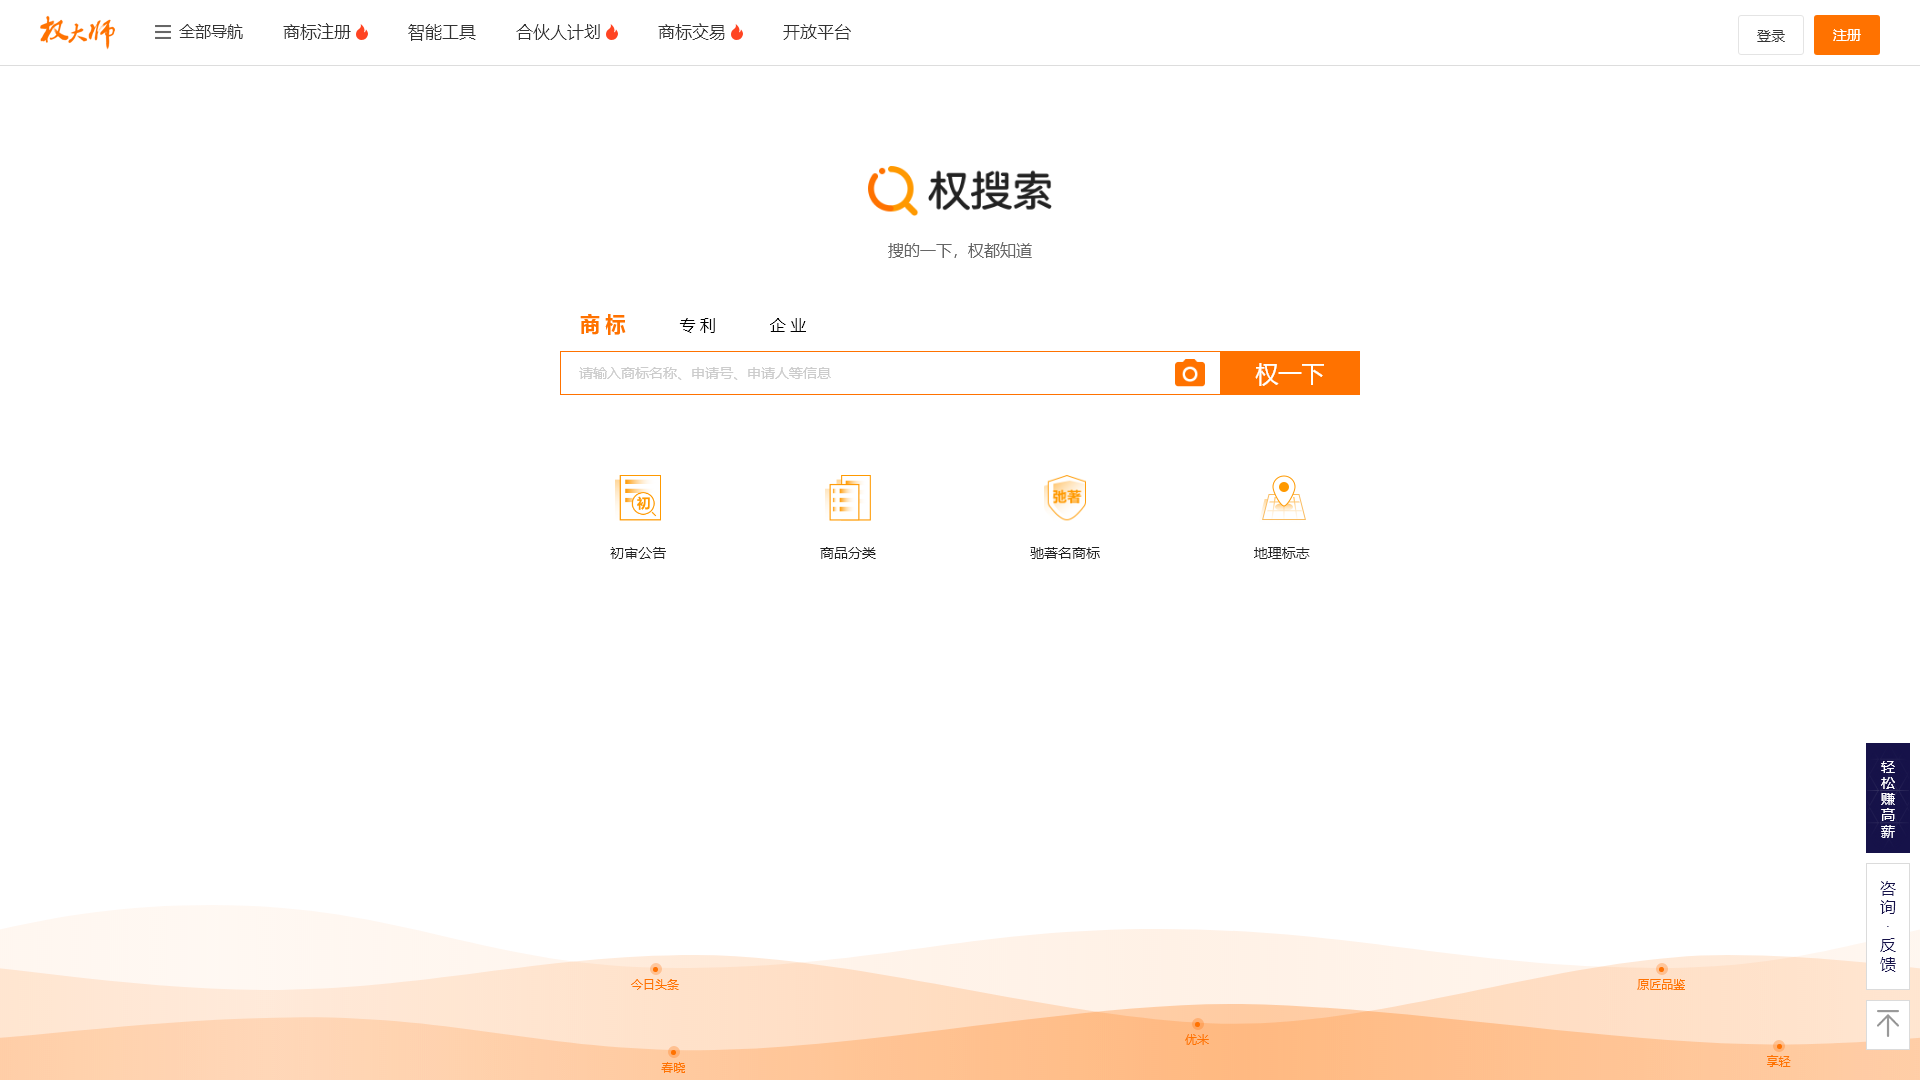 权大师
全部导航
商标注册
智能工具
合伙人计划
商标交易
开放平台
登录
注册
权搜索
搜的一下，权都知道
商标
专利
企业
请输入商标名称、申请号、申请人等信息
权一下
初
弛著
初审公告
商品分类
驰著名商标
地理标志
轻松赚高薪
咨询·反馈
今日头条
原匠品鉴
优米
享轻
春晓